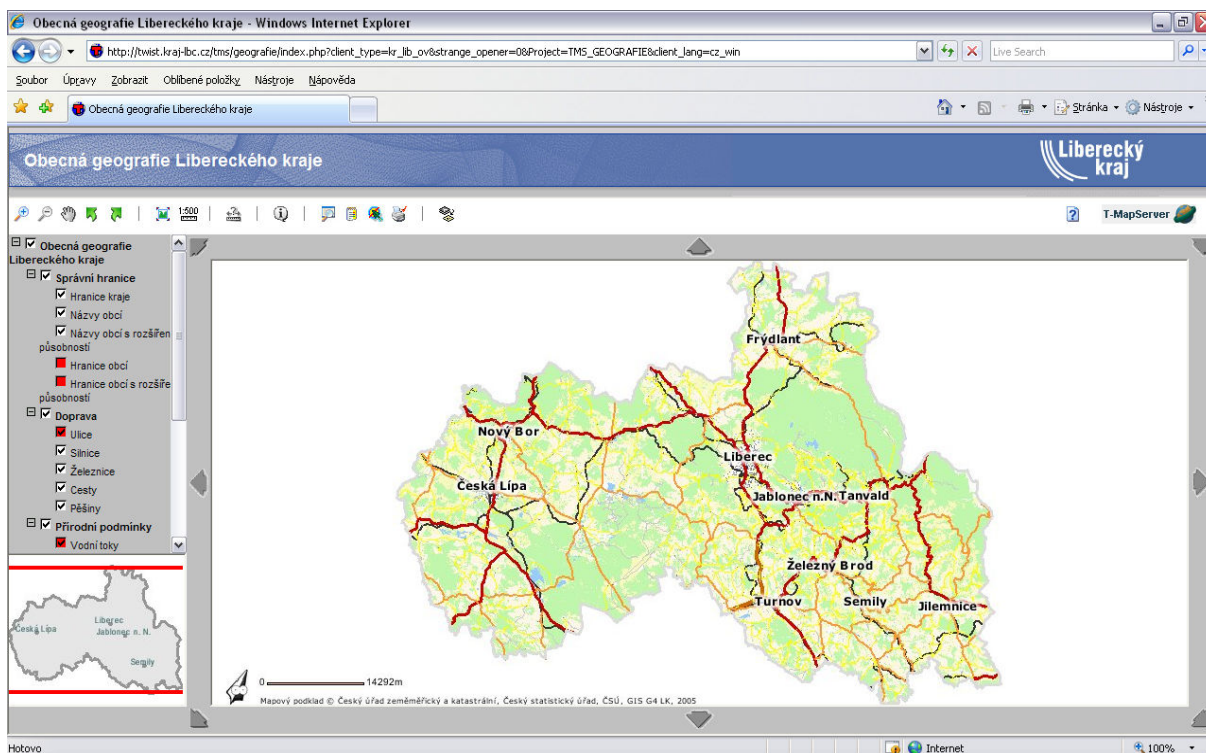 Obecná geografie Libereckého kraje - Windows Internet Explorer
http://twist.kraj-lbc.cz/tms/geografie/index.php?client_type=kr_lib_ov&strange_opener=0&Project=TMS_GEOGRAFIE&client_lang=cz_win
Live Search
Soubor Úpravy Zobrazit Oblíbené položky Nástroje Nápověda
Obecná geografie Libereckého kraje
Stránka
Nástroje
Obecná geografie Libereckého kraje
Liberecký
kraj
1:500
T-MapServer
Obecná geografie
Libereckého kraje
Správní hranice
Hranice kraje
Názvy obcí
Názvy obcí s rozšířen
působností
Hranice obcí
Hranice obcí s rozšíře
působností
Doprava
Ulice
Silnice
Železnice
Cesty
Pěšiny
Přírodní podmínky
Vodní toky
Frýdlant
Nový Bor
Liberec
Česká Lípa
Jablonec n.N.
Tanvald
Železný Brod
Turnov
Semily
Jilemnice
Česká Lípa
Liberec
Jablonec n. N.
Semily
0
14292m
Mapový podklad © Český úřad zeměměřický a katastrální, Český statistický úřad, ČSÚ, GIS G4 LK, 2005
Hotovo
Internet
100%